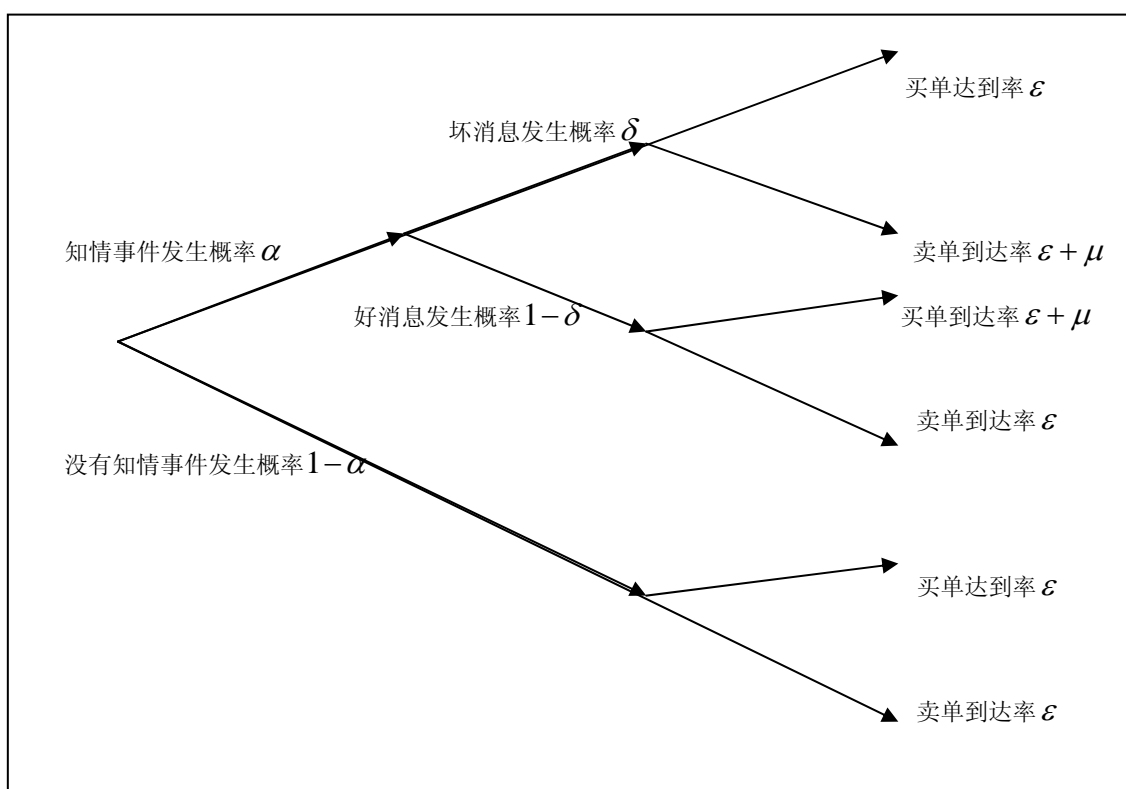 买单达到率 ε
坏消息发生概率 δ
知情事件发生概率 α
卖单到达率 ε + μ
好消息发生概率 1 − δ
买单到达率 ε + μ
卖单到达率 ε
没有知情事件发生概率 1 − α
买单达到率 ε
卖单到达率 ε